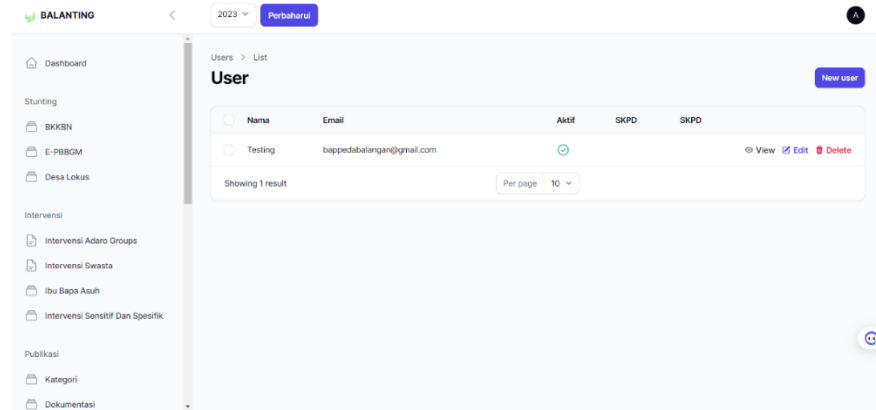 BALANTING
2023
Perbaharui
A
Dashboard
Stunting
BKKBN
E-PBBGM
Desa Lokus
Intervensi
Intervensi Adaro Groups
Intervensi Swasta
Ibu Bapa Asuh
Intervensi Sensitif Dan Spesifik
Publikasi
Kategori
Dokumentasi
Users > List
User
New user
Nama Email Aktif SKPD SKPD
Testing bappedabalangan@gmail.com View Edit Delete
Showing 1 result Per page 10